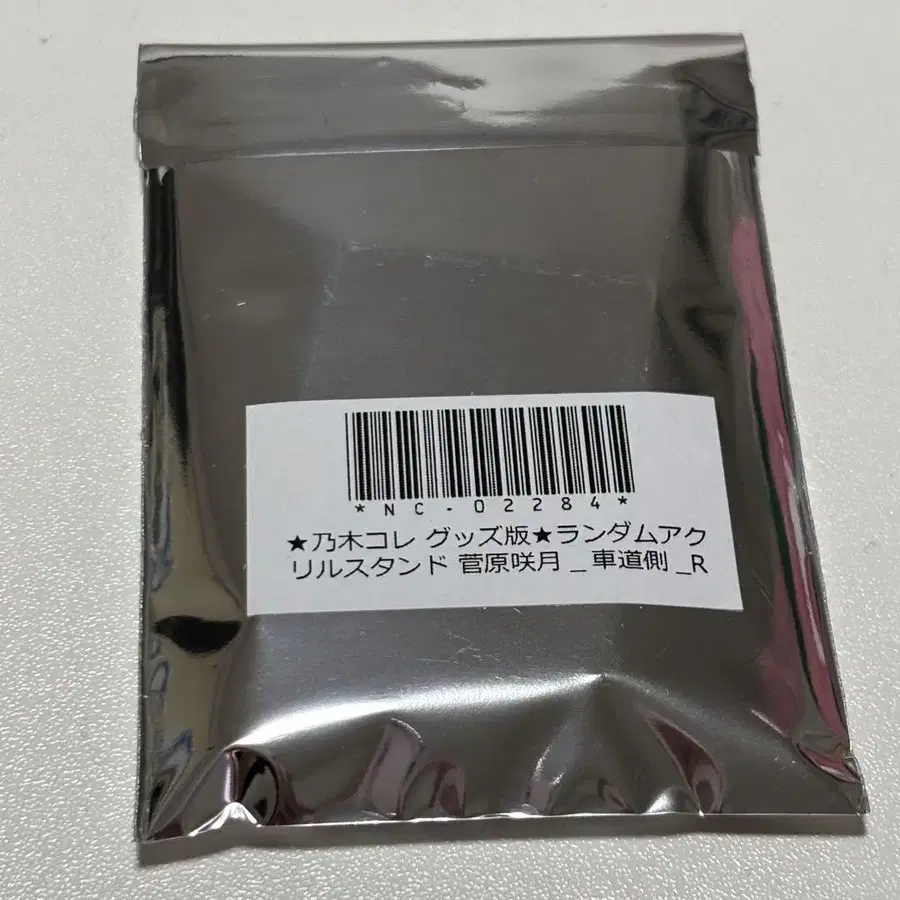 *NC-02284*
★乃木コレ グッズ版★ランダムアク
リルスタンド 菅原咲月 _ 車道側 _R